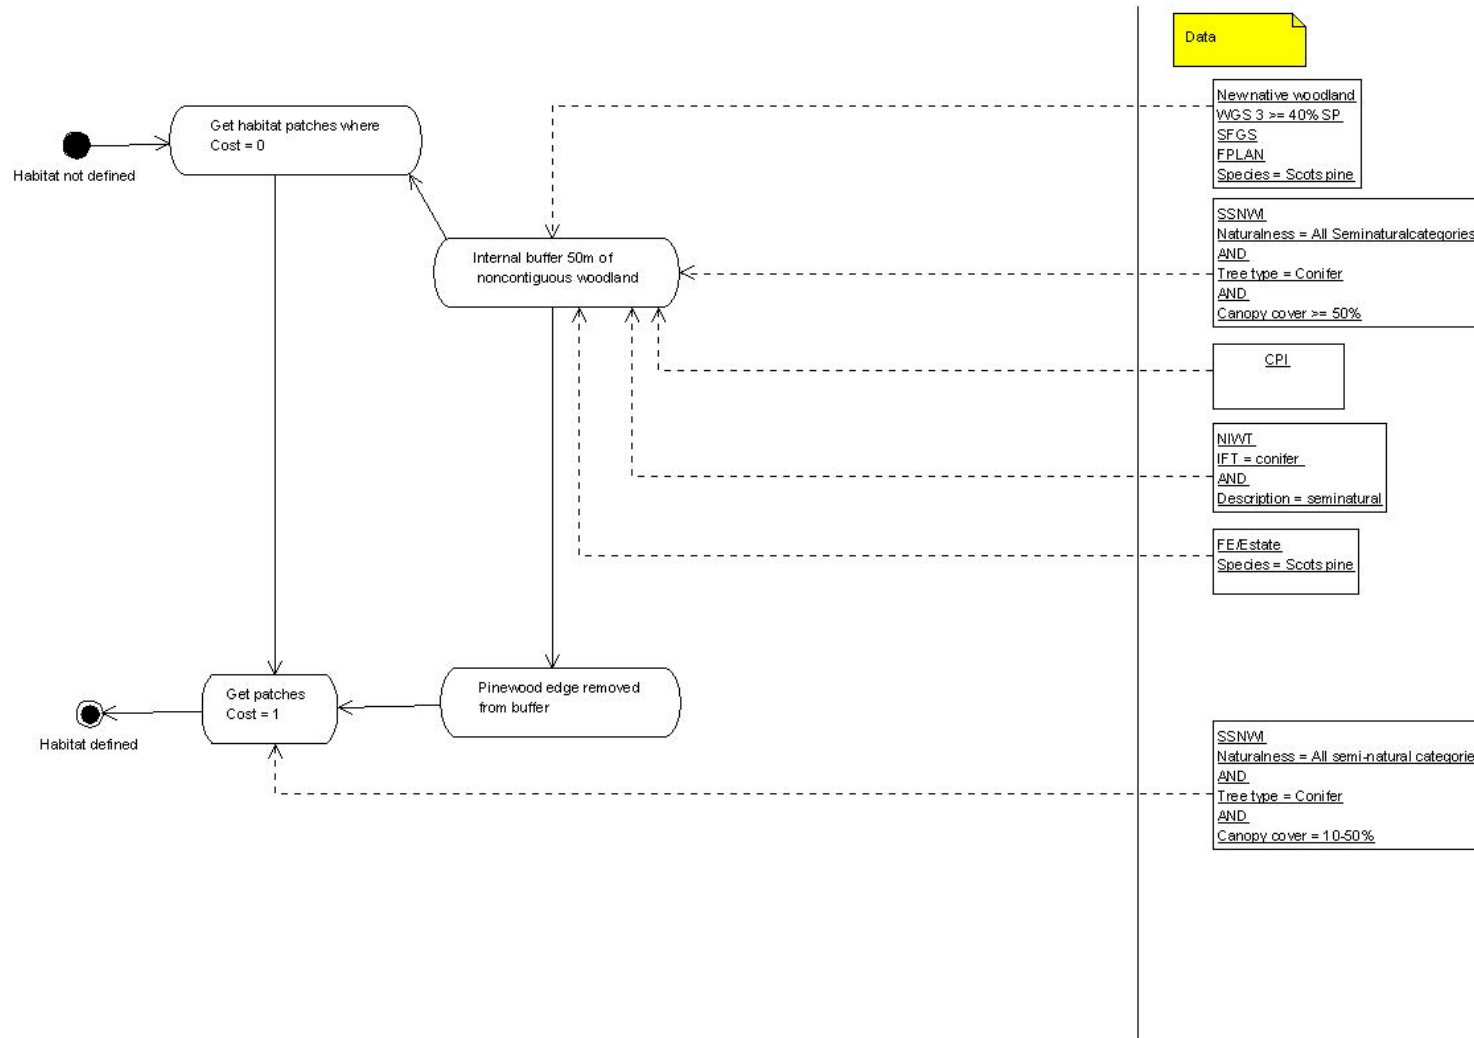 Data
New native woodland
WGS 3 >= 40% SP
SFGS
FPLAN
Species = Scots pine
Get habitat patches where
Cost = 0
Habitat not defined
SSNWI
Naturalness = All Seminaturalcategories
AND
Tree type = Conifer
AND
Canopy cover >= 50%
Internal buffer 50m of
noncontiguous woodland
CPI
NIWT
IFT = conifer
AND
Description = seminatural
FE/Estate
Species = Scots pine
Get patches
Cost = 1
Pinewood edge removed
from buffer
Habitat defined
SSNWI
Naturalness = All semi-natural categorie
AND
Tree type = Conifer
AND
Canopy cover = 10-50%